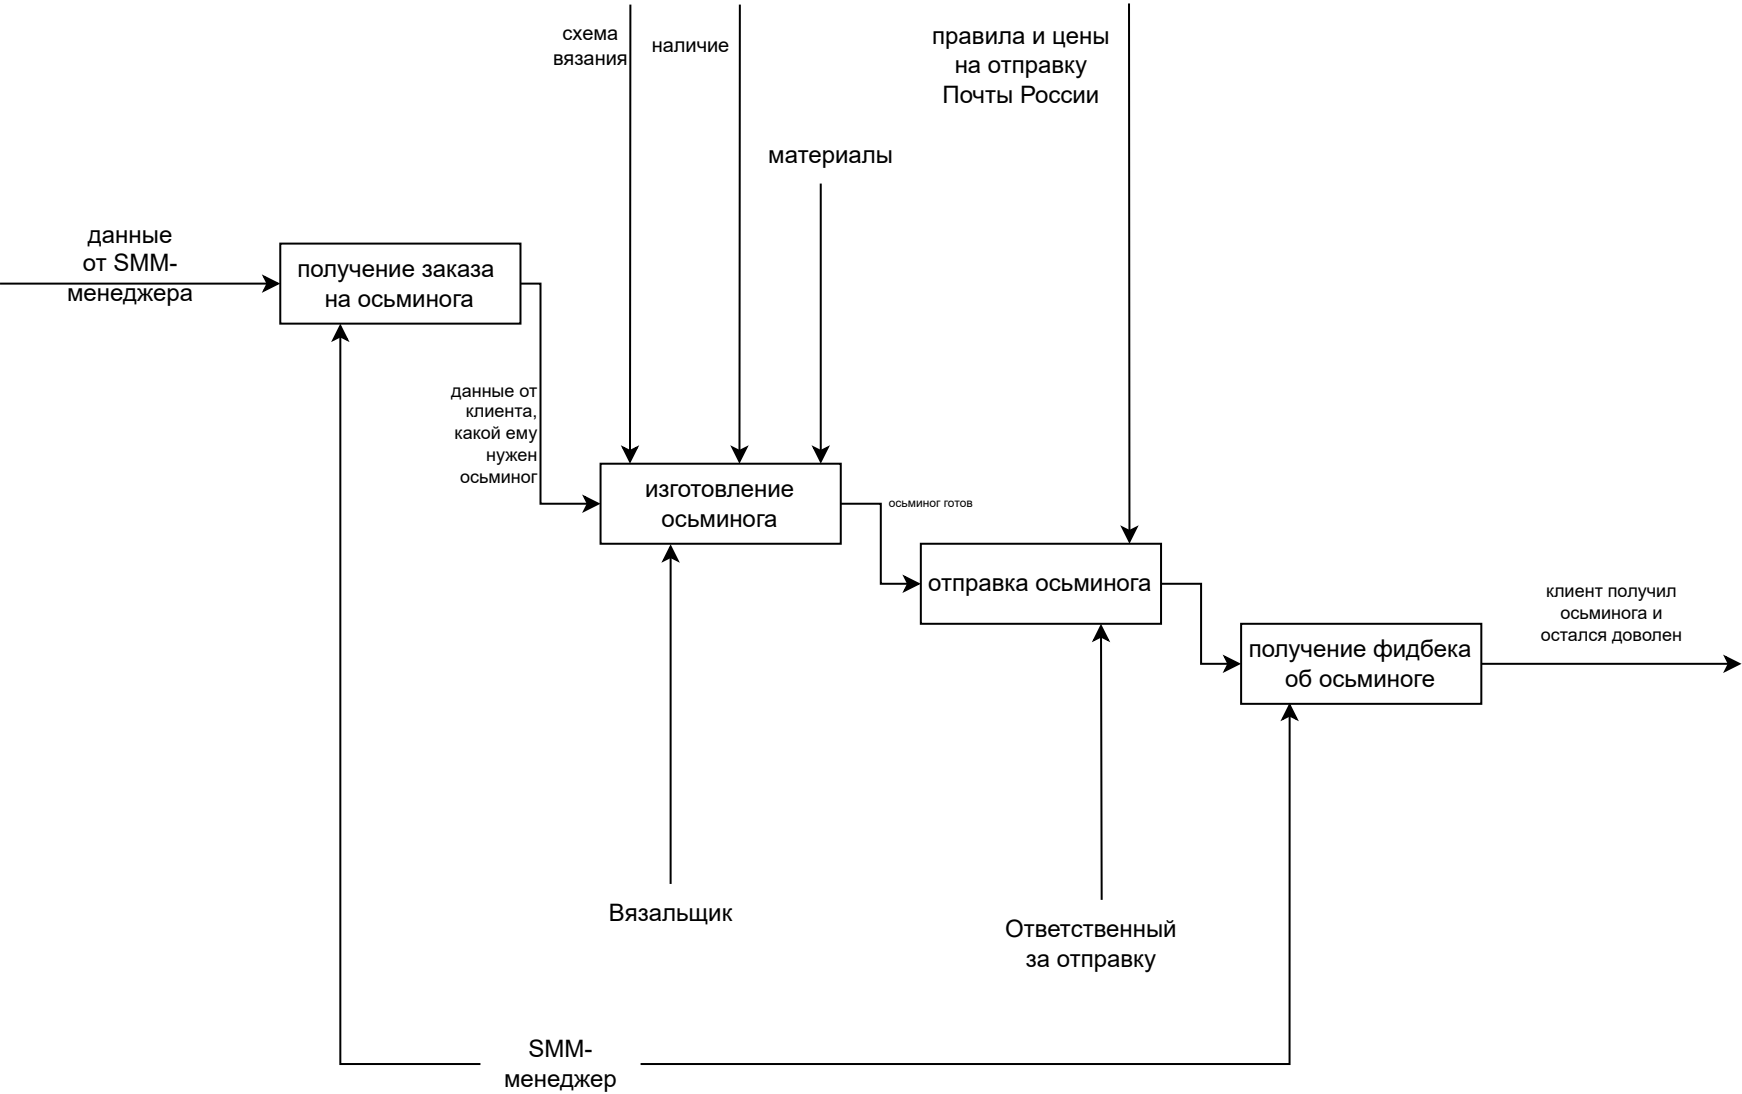 схема
вязания
наличие
правила и цены
на отправку
Почты России
материалы
данные
от SMM-
менеджера
получение заказа
на осьминога
данные от
клиента,
какой ему
нужен
осьминог
изготовление
осьминога
осьминог готов
отправка осьминога
клиент получил
осьминога и
остался доволен
получение фидбека
об осьминоге
Вязальщик
Ответственный
за отправку
SMM-
менеджер